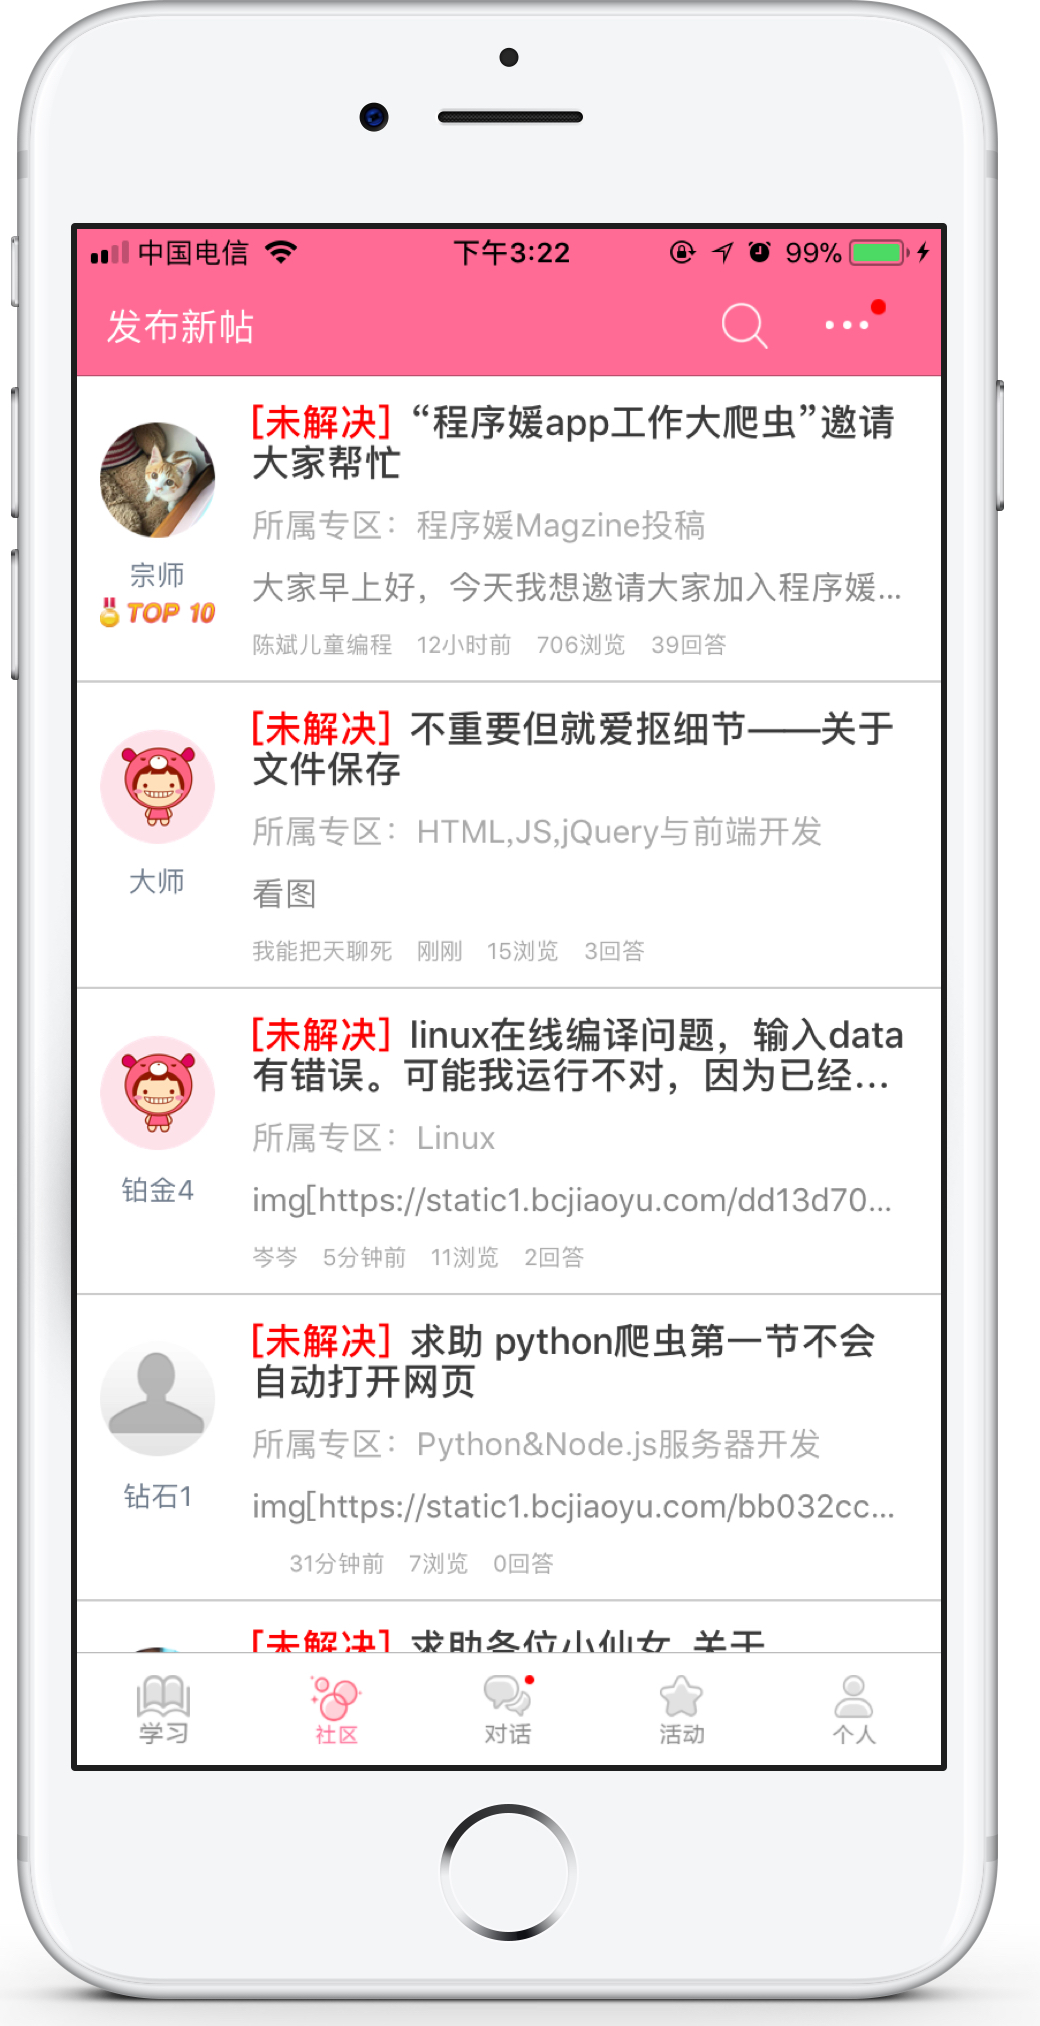 中国电信 下午3:22 99%
发布新帖
[未解决] “程序媛app工作大爬虫”邀请
大家帮忙
所属专区：程序媛Magzine投稿
大家早上好，今天我想邀请大家加入程序媛...
宗师
TOP 10
陈斌儿童编程 12小时前 706浏览 39回答
[未解决] 不重要但就爱抠细节——关于
文件保存
所属专区：HTML,JS,jQuery与前端开发
大师
看图
我能把天聊死 刚刚 15浏览 3回答
[未解决] linux在线编译问题，输入data
有错误。可能我运行不对，因为已经...
所属专区：Linux
铂金4
img[https://static1.bcjiaoyu.com/dd13d70...
岑岑 5分钟前 11浏览 2回答
[未解决] 求助 python爬虫第一节不会
自动打开网页
所属专区：Python&Node.js服务器开发
钻石1
img[https://static1.bcjiaoyu.com/bb032cc...
31分钟前 7浏览 0回答
[未解决] 求助各位小仙女 关于
学习 社区 对话 活动 个人